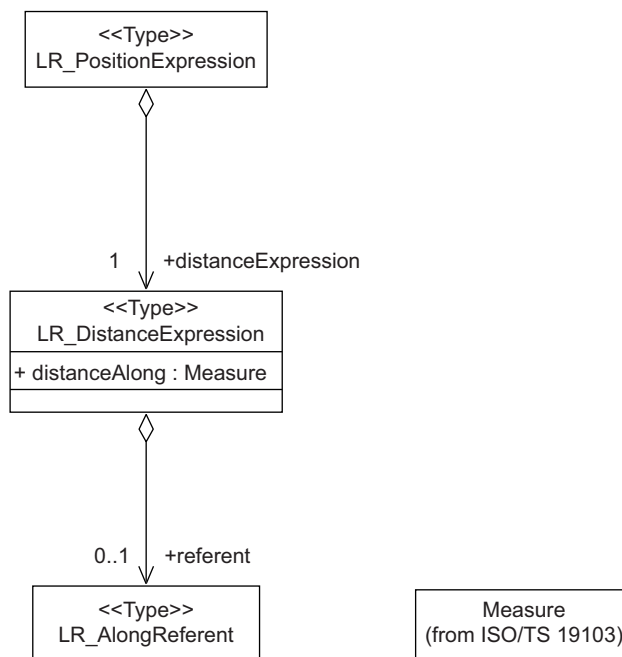 <<Type>>
LR_PositionExpression
1 +distanceExpression
<<Type>>
LR_DistanceExpression
+ distanceAlong : Measure
0..1 +referent
<<Type>>
LR_AlongReferent
Measure
(from ISO/TS 19103)